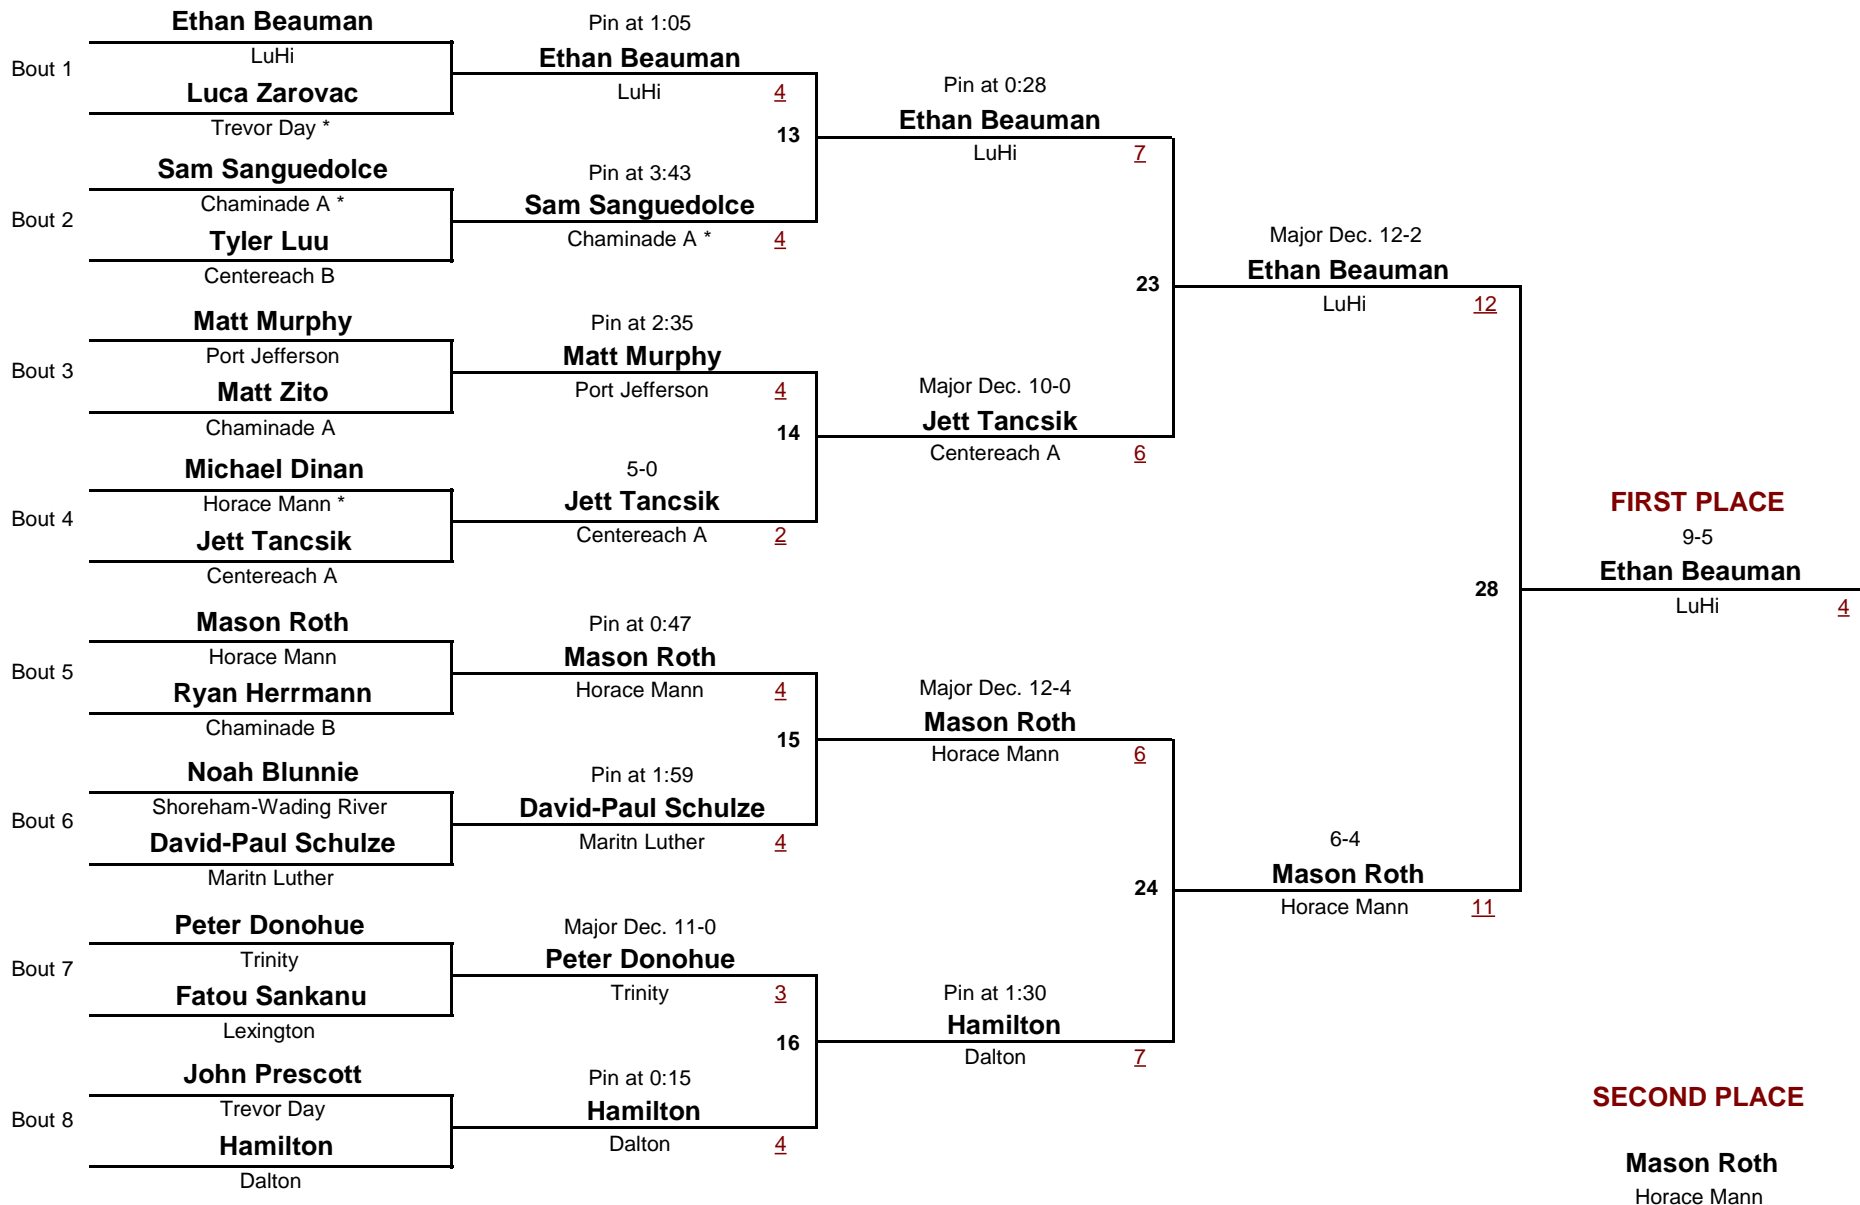 Bout 1
Ethan Beauman
LuHi
Luca Zarovac
Trevor Day *
Bout 2
Sam Sanguedolce
Chaminade A *
Tyler Luu
Centereach B
Bout 3
Matt Murphy
Port Jefferson
Matt Zito
Chaminade A
Bout 4
Michael Dinan
Horace Mann *
Jett Tancsik
Centereach A
Bout 5
Mason Roth
Horace Mann
Ryan Herrmann
Chaminade B
Bout 6
Noah Blunnie
Shoreham-Wading River
David-Paul Schulze
Maritn Luther
Bout 7
Peter Donohue
Trinity
Fatou Sankanu
Lexington
Bout 8
John Prescott
Trevor Day
Hamilton
Dalton
Pin at 1:05
Ethan Beauman
LuHi 4
13
Pin at 3:43
Sam Sanguedolce
Chaminade A * 4
Pin at 2:35
Matt Murphy
Port Jefferson 4
14
5-0
Jett Tancsik
Centereach A 2
Pin at 0:47
Mason Roth
Horace Mann 4
15
Pin at 1:59
David-Paul Schulze
Maritn Luther 4
Major Dec. 11-0
Peter Donohue
Trinity 3
16
Pin at 0:15
Hamilton
Dalton 4
Pin at 0:28
Ethan Beauman
LuHi 7
23
Major Dec. 10-0
Jett Tancsik
Centereach A 6
Major Dec. 12-4
Mason Roth
Horace Mann 6
24
Pin at 1:30
Hamilton
Dalton 7
Major Dec. 12-2
Ethan Beauman
LuHi 12
28
6-4
Mason Roth
Horace Mann 11
FIRST PLACE
9-5
Ethan Beauman
LuHi 4
SECOND PLACE
Mason Roth
Horace Mann